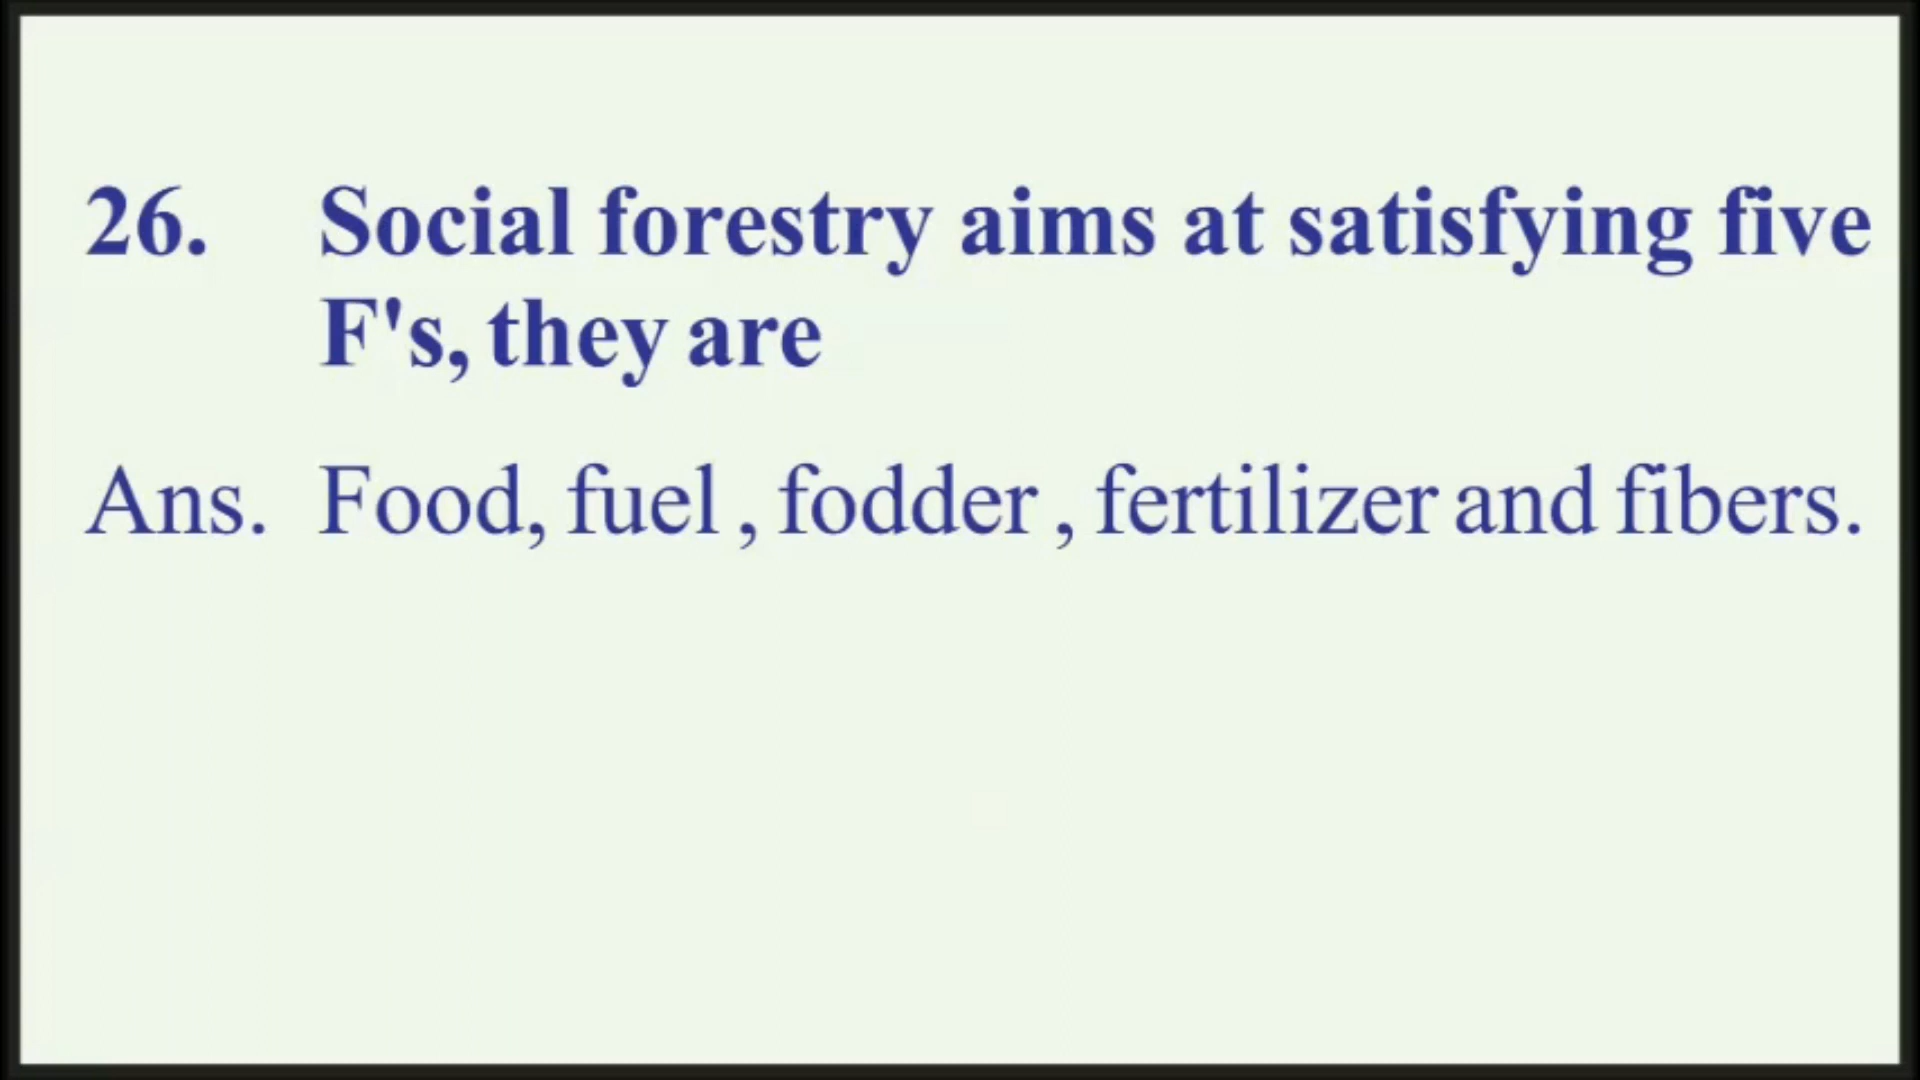 26. Social forestry aims at satisfying five
F's, they are
Ans. Food, fuel , fodder , fertilizer and fibers.